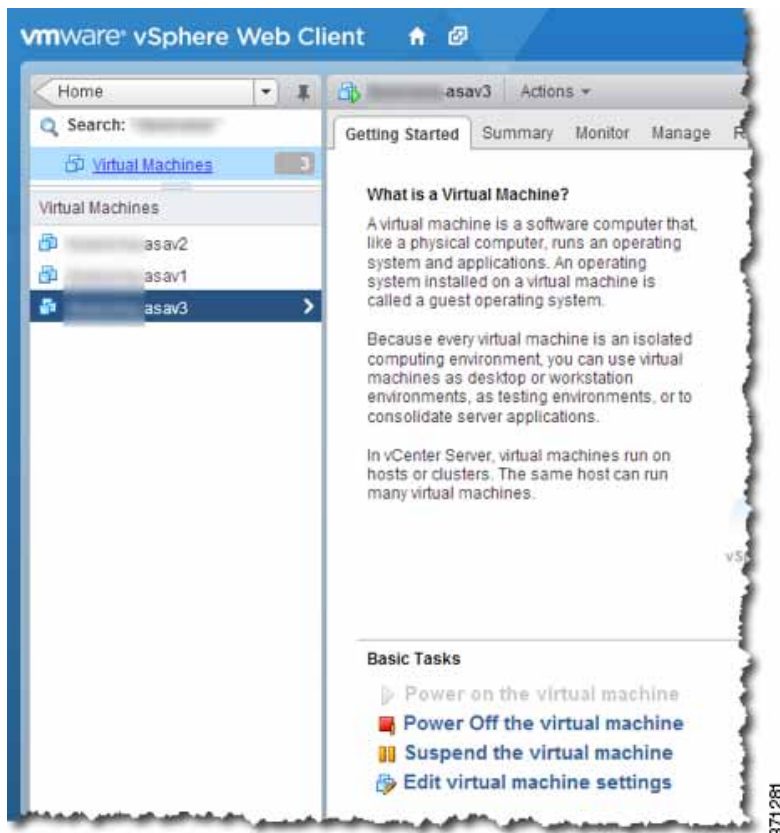 vmware® vSphere Web Client
Home
Search:
Virtual Machines 3
Virtual Machines
asav2
asav1
asav3
asav3 Actions
Getting Started Summary Monitor Manage R
What is a Virtual Machine?
A virtual machine is a software computer that,
like a physical computer, runs an operating
system and applications. An operating
system installed on a virtual machine is
called a guest operating system.
Because every virtual machine is an isolated
computing environment, you can use virtual
machines as desktop or workstation
environments, as testing environments, or to
consolidate server applications.
In vCenter Server, virtual machines run on
hosts or clusters. The same host can run
many virtual machines.
vSp
Basic Tasks
Power on the virtual machine
Power Off the virtual machine
Suspend the virtual machine
Edit virtual machine settings
371281